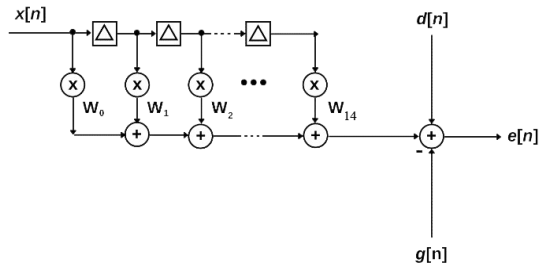 x[n]
d[n]
X X X X
W0 W1 W2 W14
+ + + + e[n]
-
g[n]